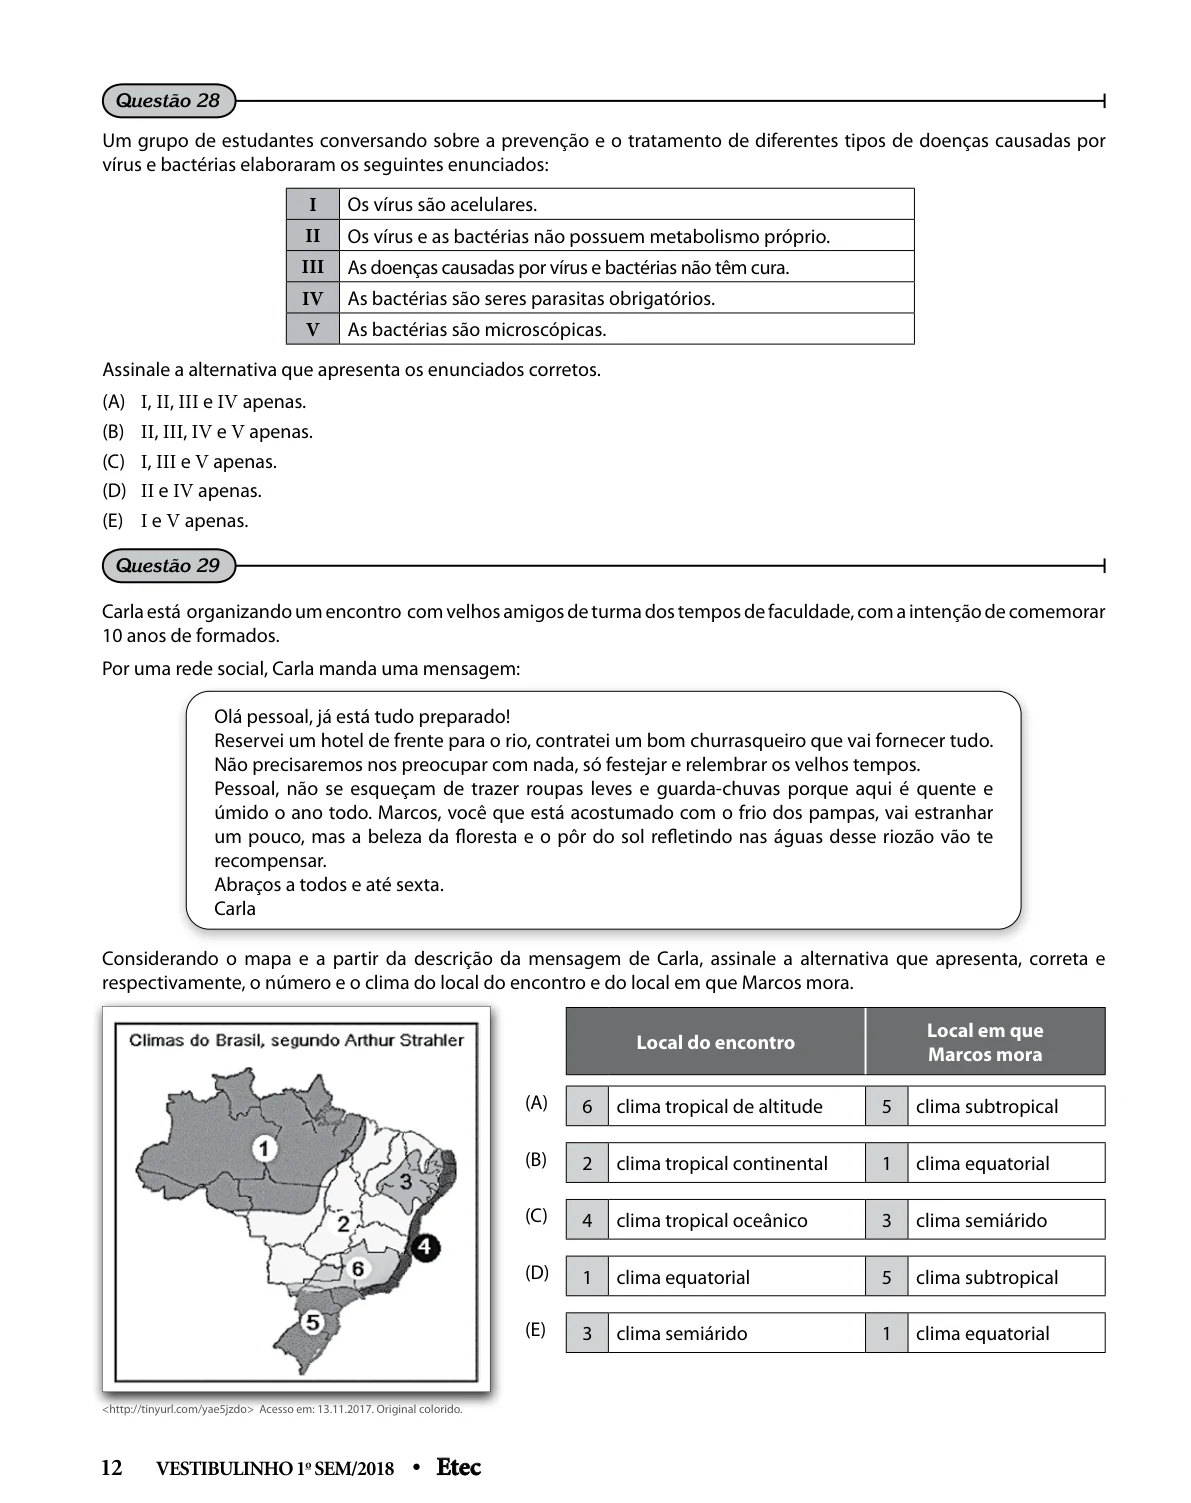 Questão 28
Um grupo de estudantes conversando sobre a prevenção e o tratamento de diferentes tipos de doenças causadas por
vírus e bactérias elaboraram os seguintes enunciados:
I Os vírus são acelulares.
II Os vírus e as bactérias não possuem metabolismo próprio.
III As doenças causadas por vírus e bactérias não têm cura.
IV As bactérias são seres parasitas obrigatórios.
V As bactérias são microscópicas.
Assinale a alternativa que apresenta os enunciados corretos.
(A) I, II, III e IV apenas.
(B) II, III, IV e V apenas.
(C) I, III e V apenas.
(D) II e IV apenas.
(E) I e V apenas.
Questão 29
Carla está organizando um encontro com velhos amigos de turma dos tempos de faculdade, com a intenção de comemorar
10 anos de formados.
Por uma rede social, Carla manda uma mensagem:
Olá pessoal, já está tudo preparado!
Reservei um hotel de frente para o rio, contratei um bom churrasqueiro que vai fornecer tudo.
Não precisaremos nos preocupar com nada, só festejar e relembrar os velhos tempos.
Pessoal, não se esqueçam de trazer roupas leves e guarda-chuvas porque aqui é quente e
úmido o ano todo. Marcos, você que está acostumado com o frio dos pampas, vai estranhar
um pouco, mas a beleza da floresta e o pôr do sol refletindo nas águas desse riozão vão te
recompensar.
Abraços a todos e até sexta.
Carla
Considerando o mapa e a partir da descrição da mensagem de Carla, assinale a alternativa que apresenta, correta e
respectivamente, o número e o clima do local do encontro e do local em que Marcos mora.
Climas do Brasil, segundo Arthur Strahler
1
3
2
4
6
5
<http://tinyurl.com/yae5jzdo> Acesso em: 13.11.2017. Original colorido.
Local do encontro
Local em que
Marcos mora
(A) 6 clima tropical de altitude 5 clima subtropical
(B) 2 clima tropical continental 1 clima equatorial
(C) 4 clima tropical oceânico 3 clima semiárido
(D) 1 clima equatorial 5 clima subtropical
(E) 3 clima semiárido 1 clima equatorial
12 VESTIBULINHO 1º SEM/2018 • Etec